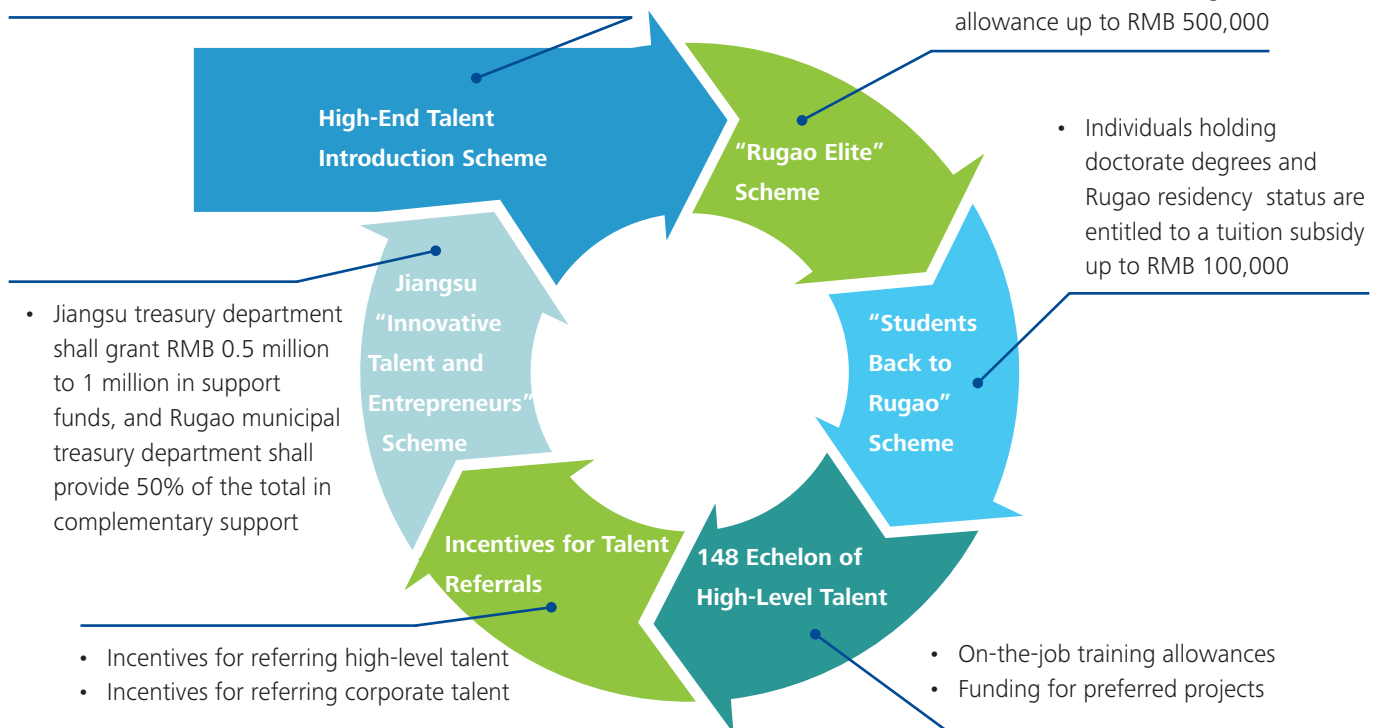 allowance up to RMB 500,000
High-End Talent
Introduction Scheme
“Rugao Elite”
Scheme
• Individuals holding
doctorate degrees and
Rugao residency status are
entitled to a tuition subsidy
up to RMB 100,000
Jiangsu
“Innovative
Talent and
Entrepreneurs”
Scheme
• Jiangsu treasury department
shall grant RMB 0.5 million
to 1 million in support
funds, and Rugao municipal
treasury department shall
provide 50% of the total in
complementary support
“Students
Back to
Rugao”
Scheme
Incentives for Talent
Referrals
148 Echelon of
High-Level Talent
• Incentives for referring high-level talent
• Incentives for referring corporate talent
• On-the-job training allowances
• Funding for preferred projects